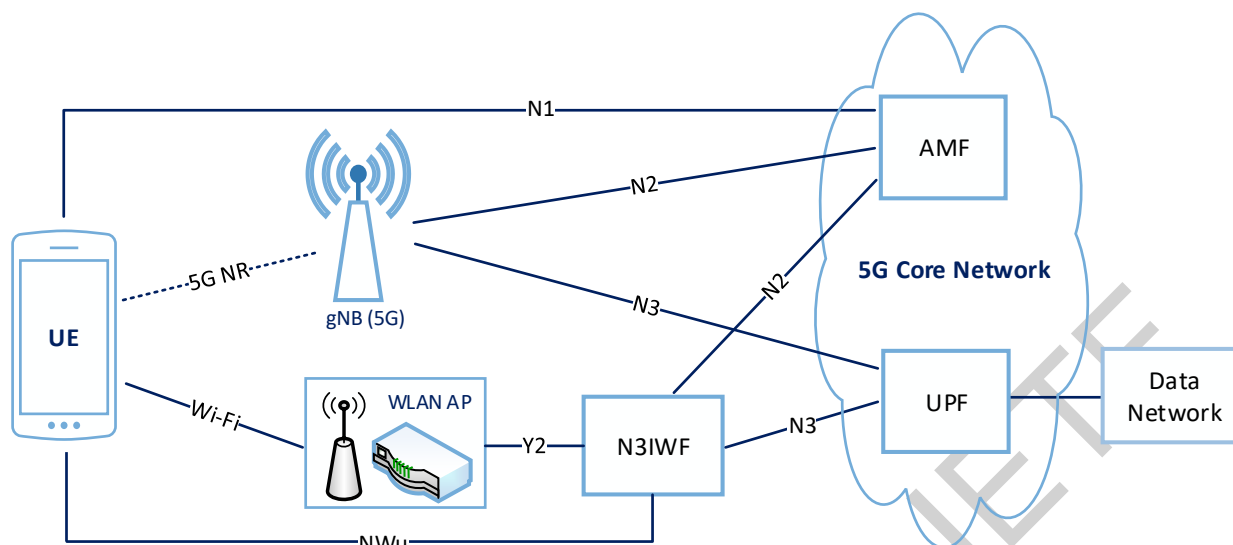 N1
AMF
N2
5G NR
5G Core Network
N2
UE
gNB (5G)
N3
Wi-Fi
WLAN AP
Y2
N3IWF
N3
UPF
Data
Network
NWu